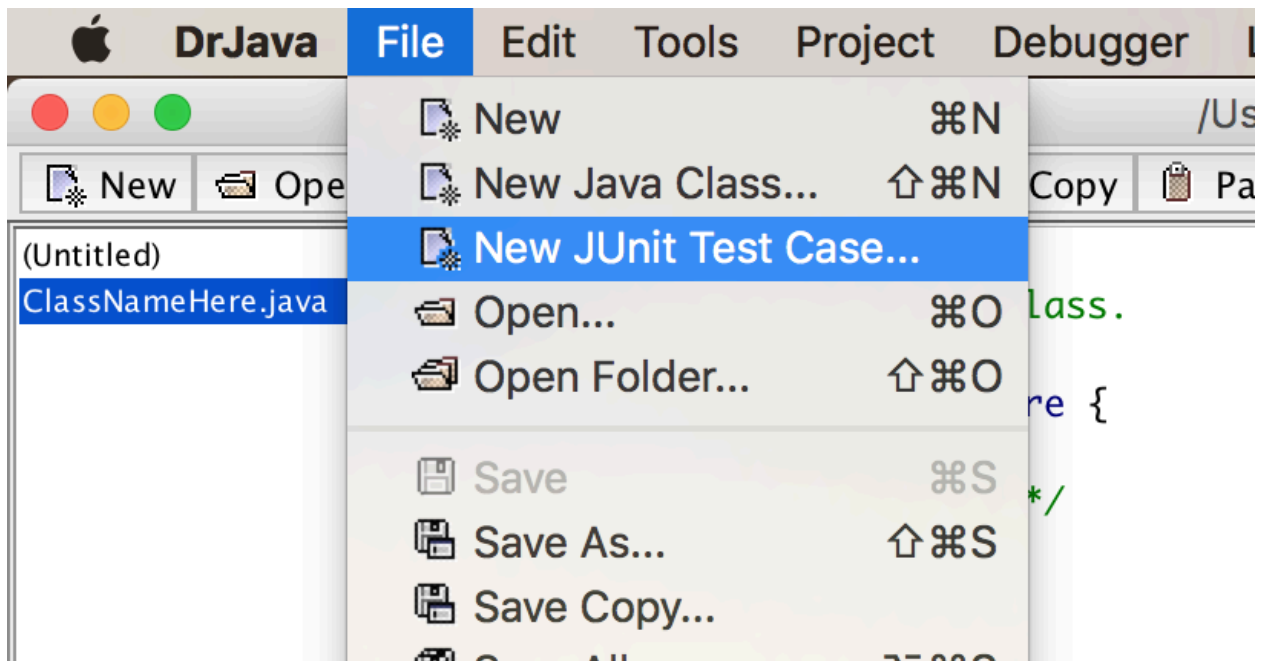 DrJava File Edit Tools Project Debugger
/Us
New Ope Copy Pa
New ⌘N
New Java Class... ⇧⌘N
New JUnit Test Case...
Open... ⌘O
Open Folder... ⇧⌘O
Save ⌘S
Save As... ⇧⌘S
Save Copy...
(Untitled)
ClassNameHere.java
lass.
re {
*/